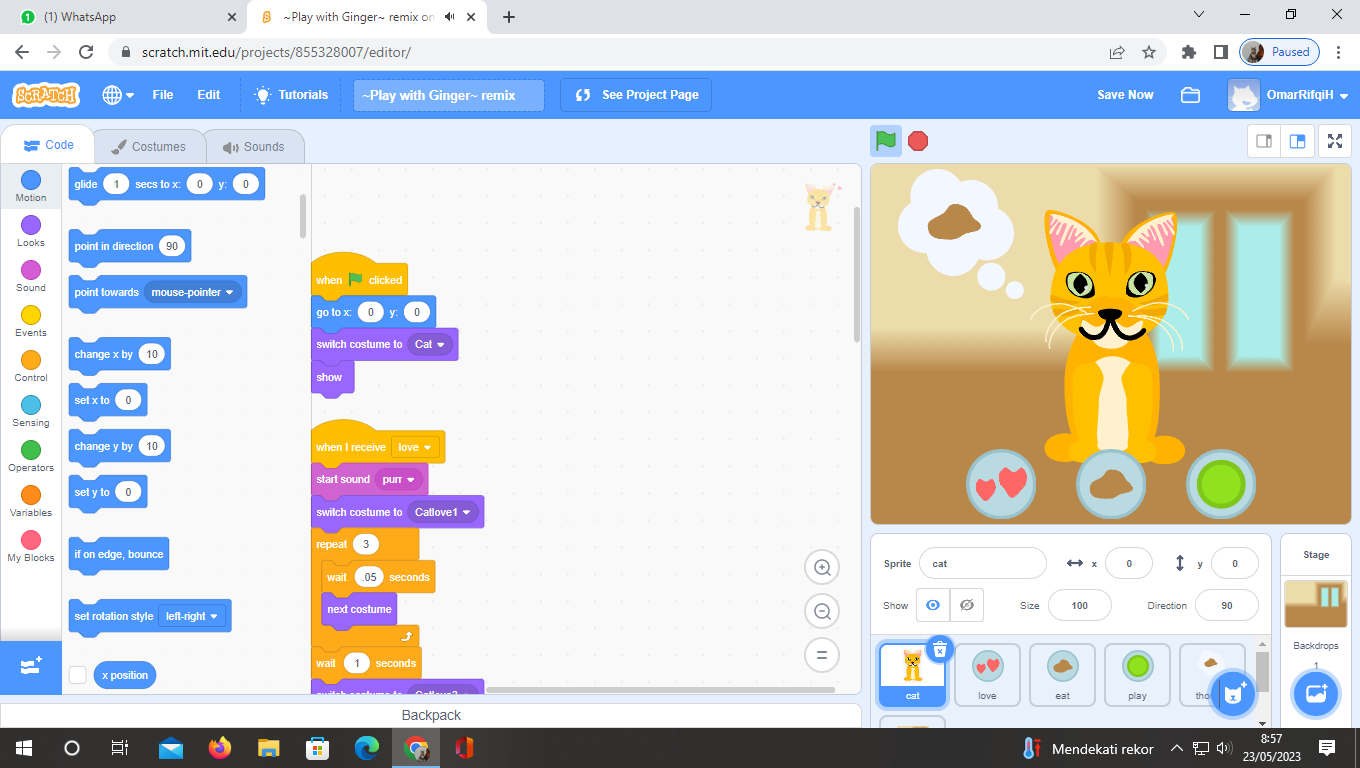 (1) WhatsApp
~Play with Ginger~ remix on
scratch.mit.edu/projects/855328007/editor/
Paused
SCRATCH
File
Edit
Tutorials
~Play with Ginger~ remix
See Project Page
Save Now
OmarRifqiH
Code
Costumes
Sounds
Motion
Looks
Sound
Events
Control
Sensing
Operators
Variables
My Blocks
glide 1 secs to x: 0 y: 0
point in direction 90
point towards mouse-pointer
change x by 10
set x to 0
change y by 10
set y to 0
if on edge, bounce
set rotation style left-right
x position
when clicked
go to x: 0 y: 0
switch costume to Cat
show
when I receive love
start sound purr
switch costume to Catlove1
repeat 3
wait .05 seconds
next costume
wait 1 seconds
switch costume to
Backpack
Sprite cat x 0 y 0
Show Size 100 Direction 90
cat
love
eat
play
Stage
Backdrops
1
Mendekati rekor
8:57
23/05/2023